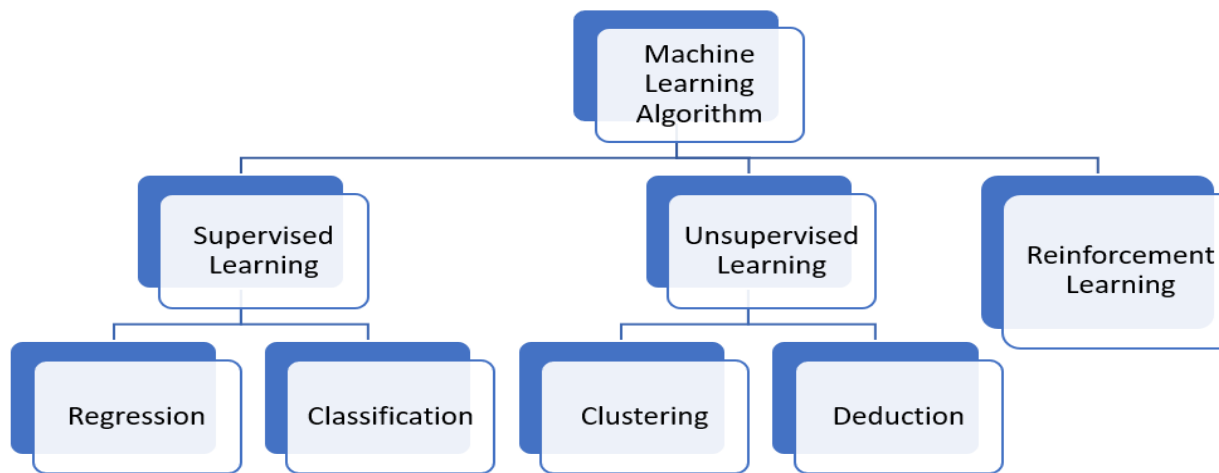 Machine
Learning
Algorithm
Supervised
Learning
Unsupervised
Learning
Reinforcement
Learning
Regression
Classification
Clustering
Deduction